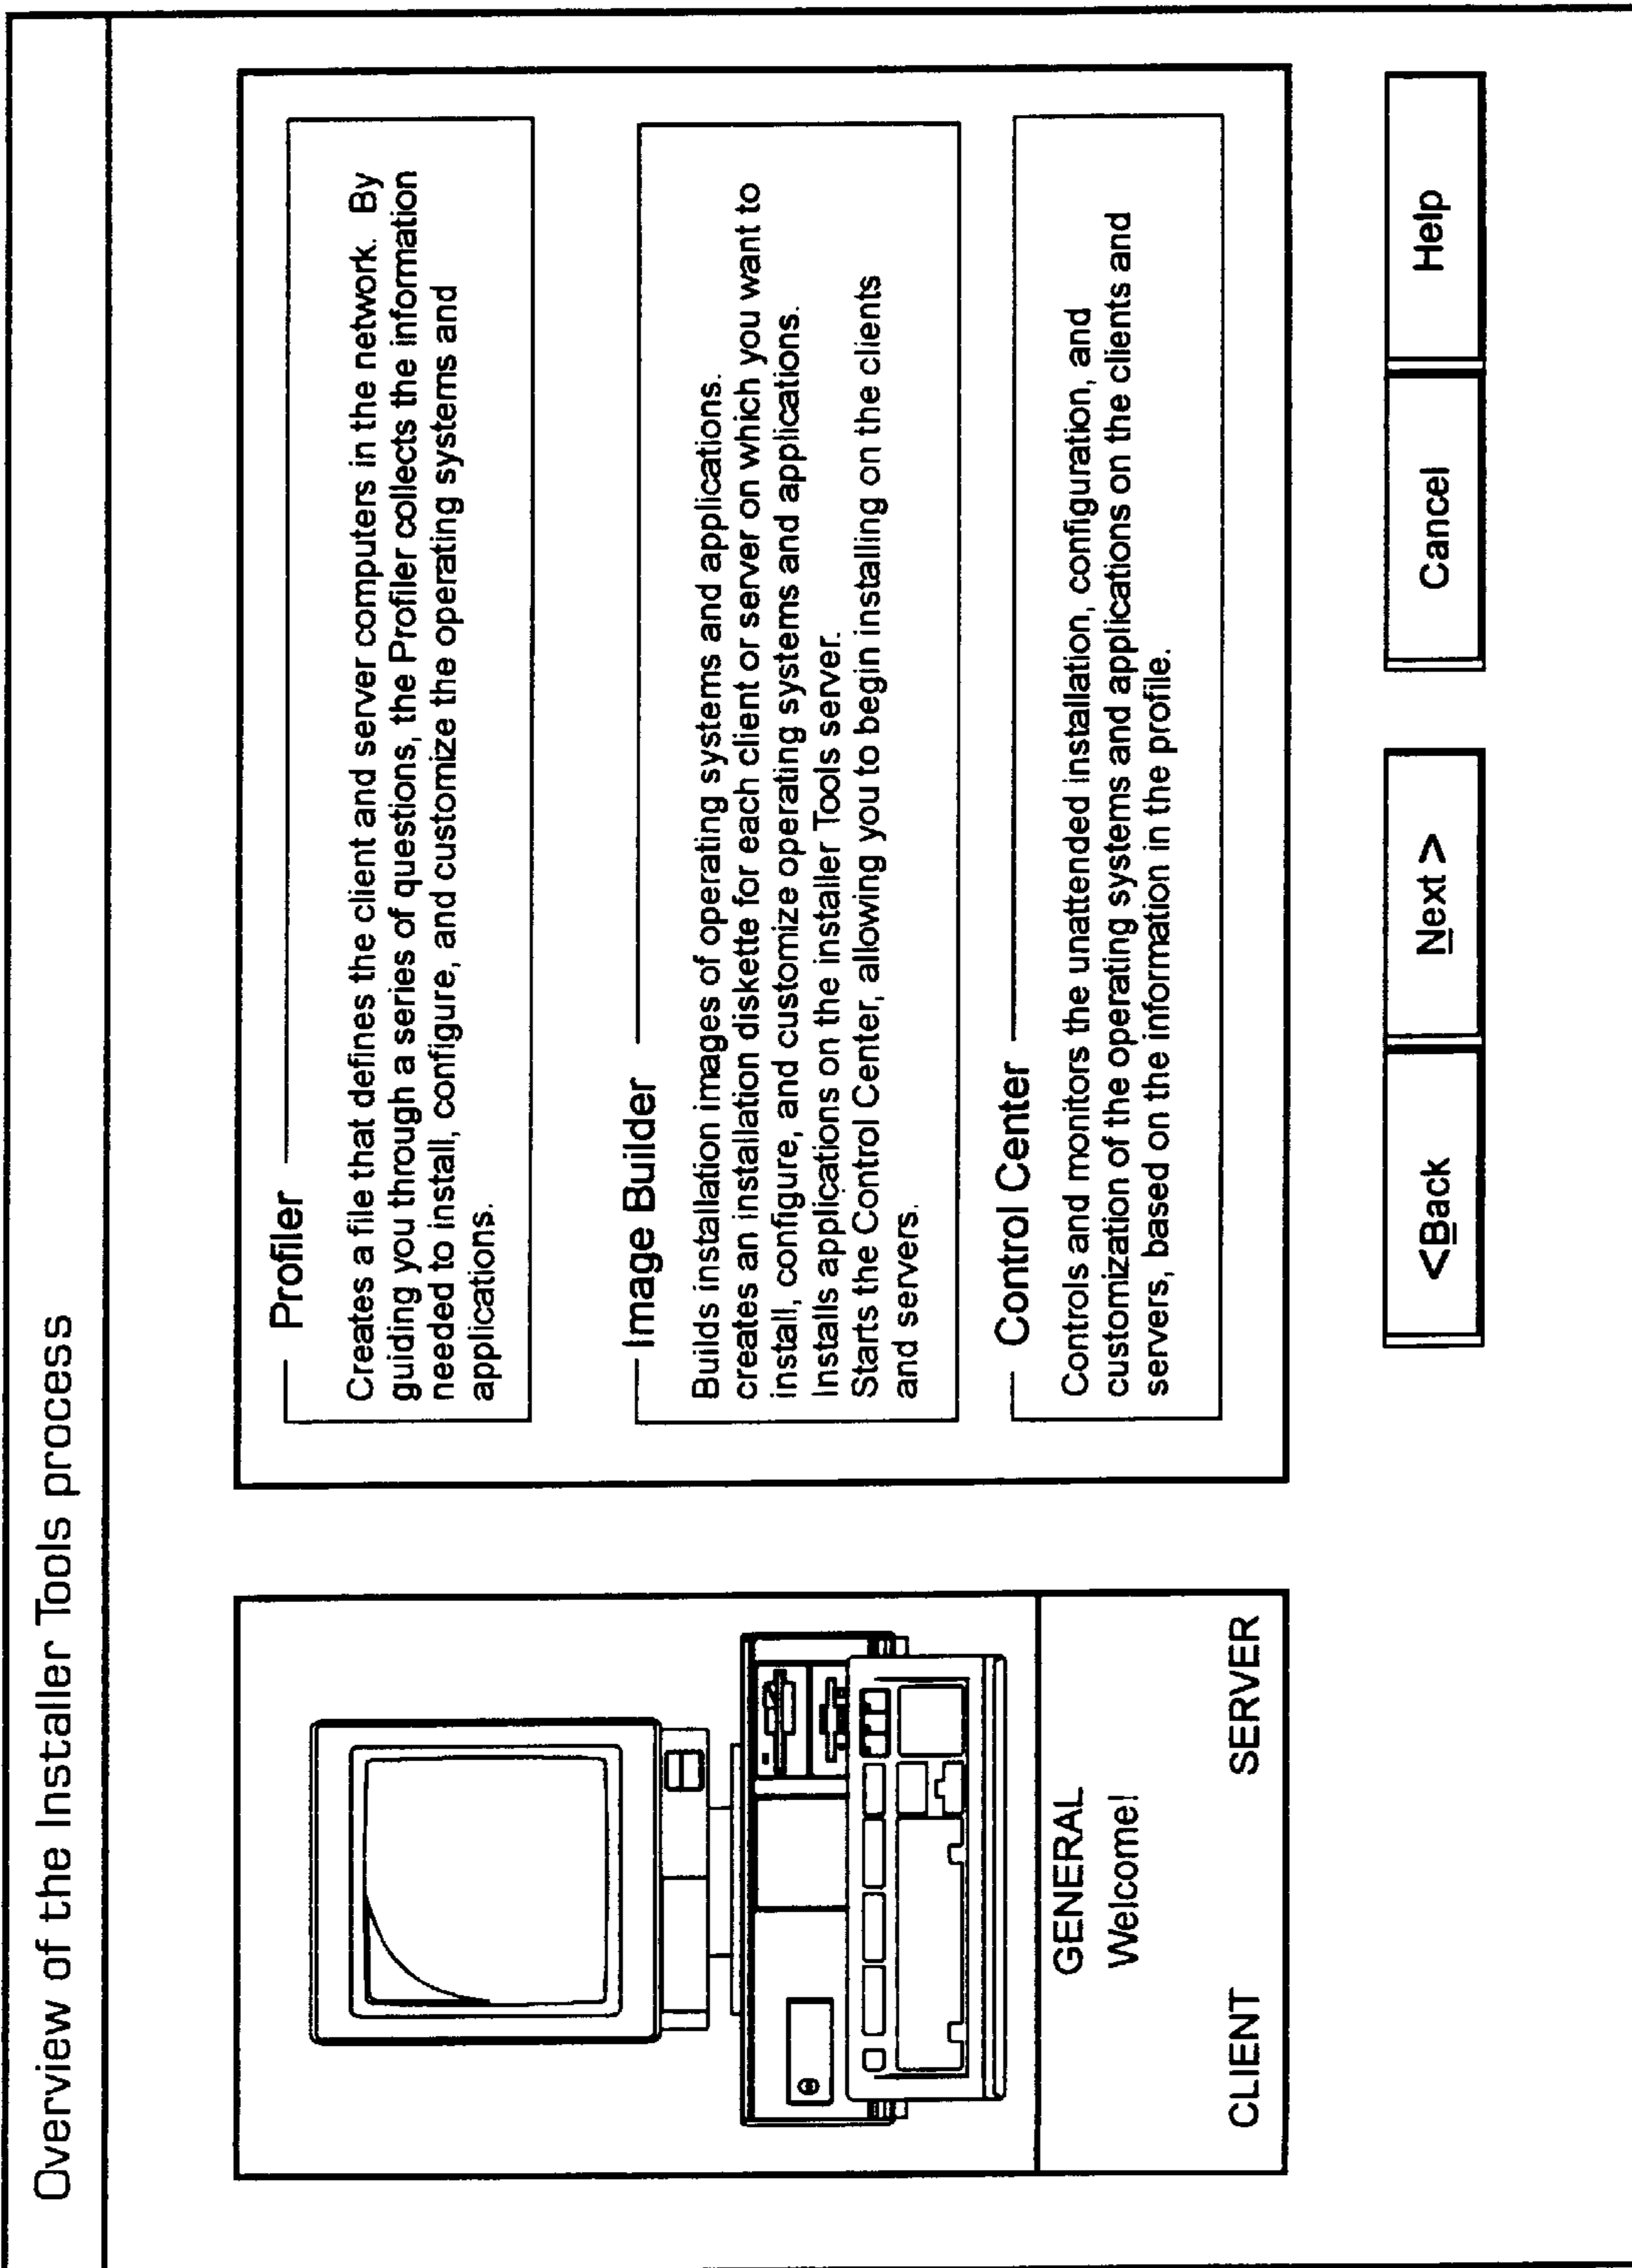 Overview of the Installer Tools process
Profiler
Creates a file that defines the client and server computers in the network. By
guiding you through a series of questions, the Profiler collects the information
needed to install, configure, and customize the operating systems and
applications.
Image Builder
Builds installation images of operating systems and applications.
creates an installation diskette for each client or server on which you want to
install, configure, and customize operating systems and applications.
Installs applications on the installer Tools server.
Starts the Control Center, allowing you to begin installing on the clients
and servers.
Control Center
Controls and monitors the unattended installation, configuration, and
customization of the operating systems and applications on the clients and
servers, based on the information in the profile.
GENERAL
Welcome!
CLIENT SERVER
<Back Next > Cancel Help